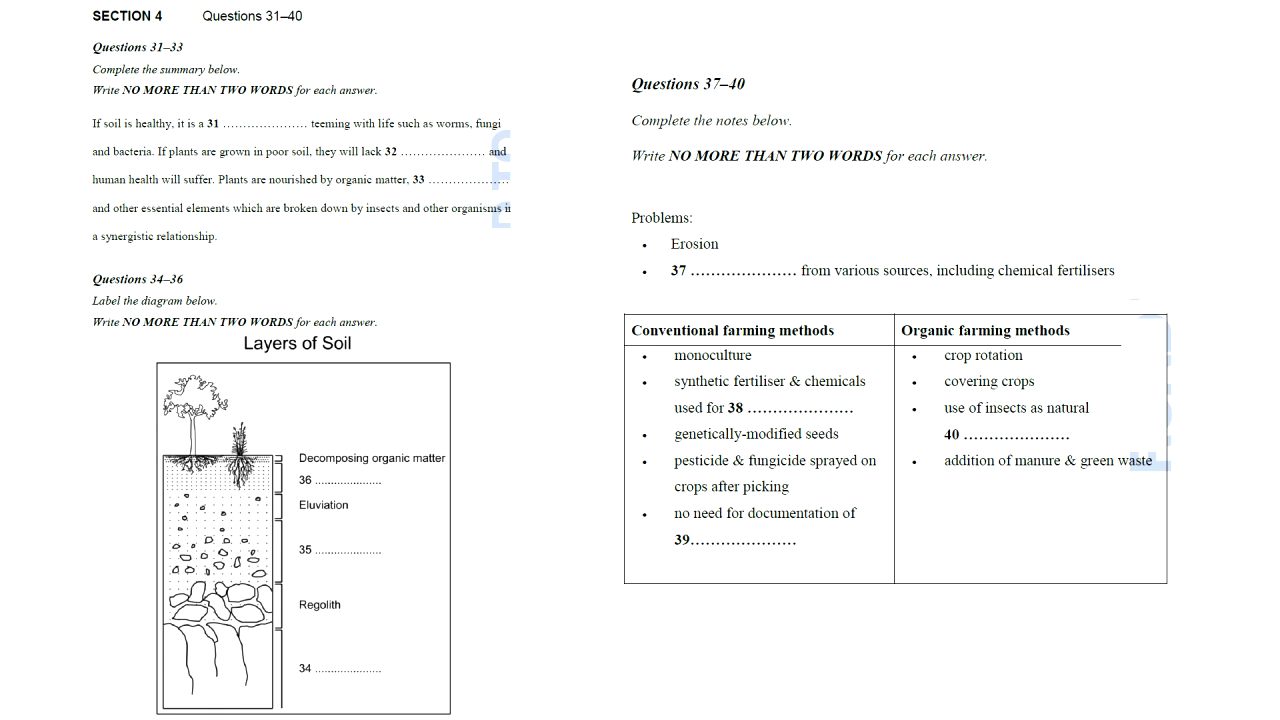 SECTION 4 Questions 31–40
Questions 31–33
Complete the summary below.
Write NO MORE THAN TWO WORDS for each answer.
If soil is healthy, it is a 31 ..................... teeming with life such as worms, fungi
and bacteria. If plants are grown in poor soil, they will lack 32 ..................... and
human health will suffer. Plants are nourished by organic matter, 33 .....................
and other essential elements which are broken down by insects and other organisms in
a synergistic relationship.
Questions 34–36
Label the diagram below.
Write NO MORE THAN TWO WORDS for each answer.
Layers of Soil
Decomposing organic matter
36 .....................
Eluviation
35 .....................
Regolith
34 .....................
Questions 37–40
Complete the notes below.
Write NO MORE THAN TWO WORDS for each answer.
Problems:
• Erosion
• 37 ..................... from various sources, including chemical fertilisers
Conventional farming methods
• monoculture
• synthetic fertiliser & chemicals
used for 38 .....................
• genetically-modified seeds
• pesticide & fungicide sprayed on
crops after picking
• no need for documentation of
39.....................
Organic farming methods
• crop rotation
• covering crops
• use of insects as natural
40 .....................
• addition of manure & green waste